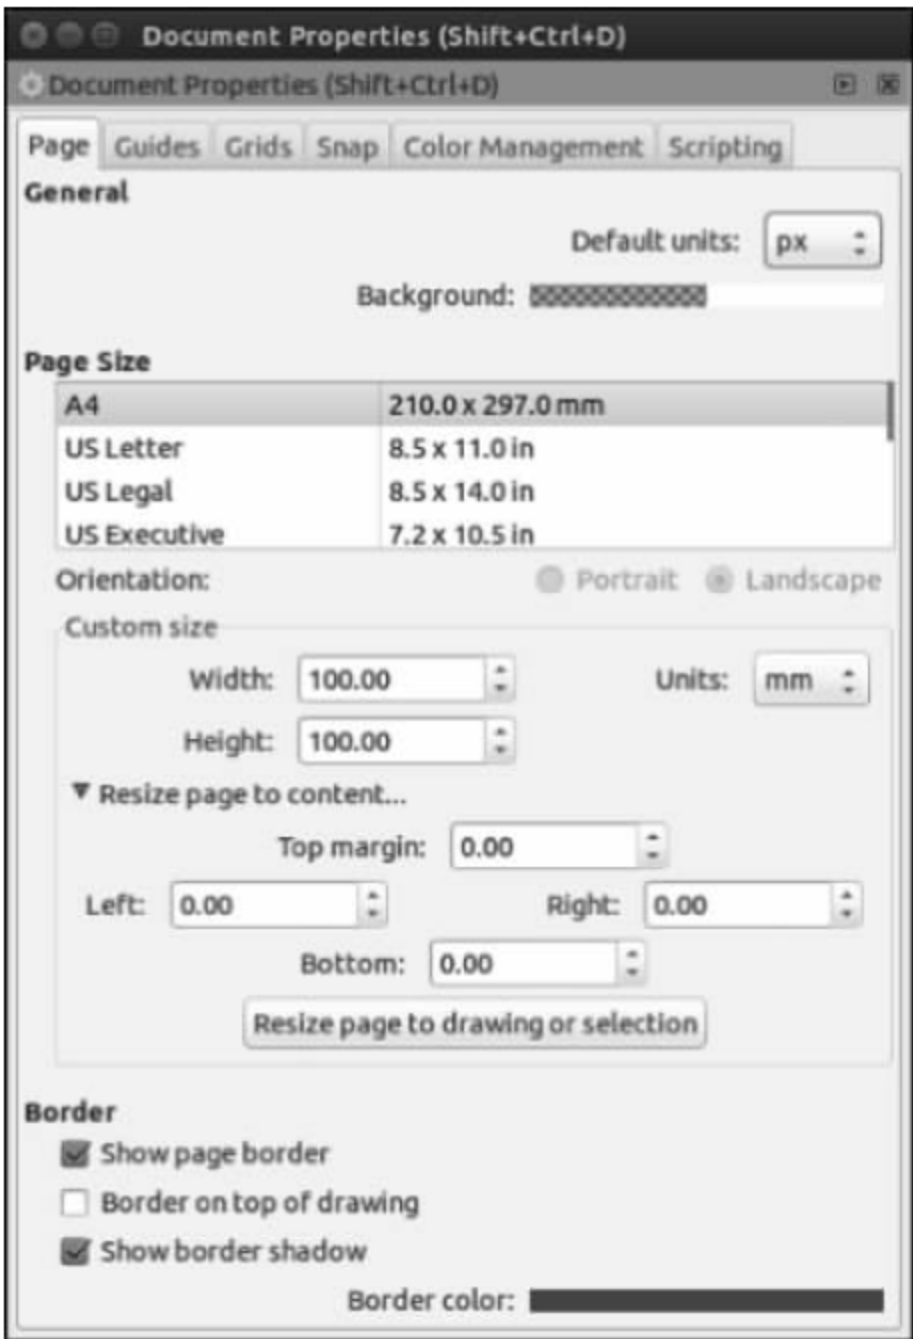 Document Properties (Shift+Ctrl+D)
Document Properties (Shift+Ctrl+D)
Page Guides Grids Snap Color Management Scripting
General
Default units: px
Background:
Page Size
A4 210.0 x 297.0 mm
US Letter 8.5 x 11.0 in
US Legal 8.5 x 14.0 in
US Executive 7.2 x 10.5 in
Orientation: Portrait Landscape
Custom size
Width: 100.00 Units: mm
Height: 100.00
Resize page to content...
Top margin: 0.00
Left: 0.00 Right: 0.00
Bottom: 0.00
Resize page to drawing or selection
Border
Show page border
Border on top of drawing
Show border shadow
Border color: